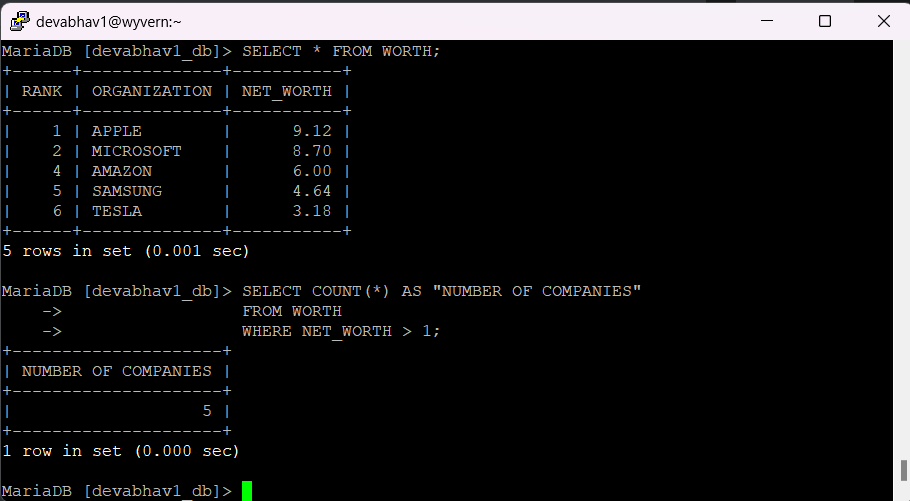 devabhav1@wyvern:~
MariaDB [devabhav1_db]> SELECT * FROM WORTH;
+------+--------------+-----------+
| RANK | ORGANIZATION | NET_WORTH |
+------+--------------+-----------+
|    1 | APPLE        |      9.12 |
|    2 | MICROSOFT    |      8.70 |
|    4 | AMAZON       |      6.00 |
|    5 | SAMSUNG      |      4.64 |
|    6 | TESLA        |      3.18 |
+------+--------------+-----------+
5 rows in set (0.001 sec)
MariaDB [devabhav1_db]> SELECT COUNT(*) AS "NUMBER OF COMPANIES"
    ->                  FROM WORTH
    ->                  WHERE NET_WORTH > 1;
+---------------------+
| NUMBER OF COMPANIES |
+---------------------+
|                   5 |
+---------------------+
1 row in set (0.000 sec)
MariaDB [devabhav1_db]>